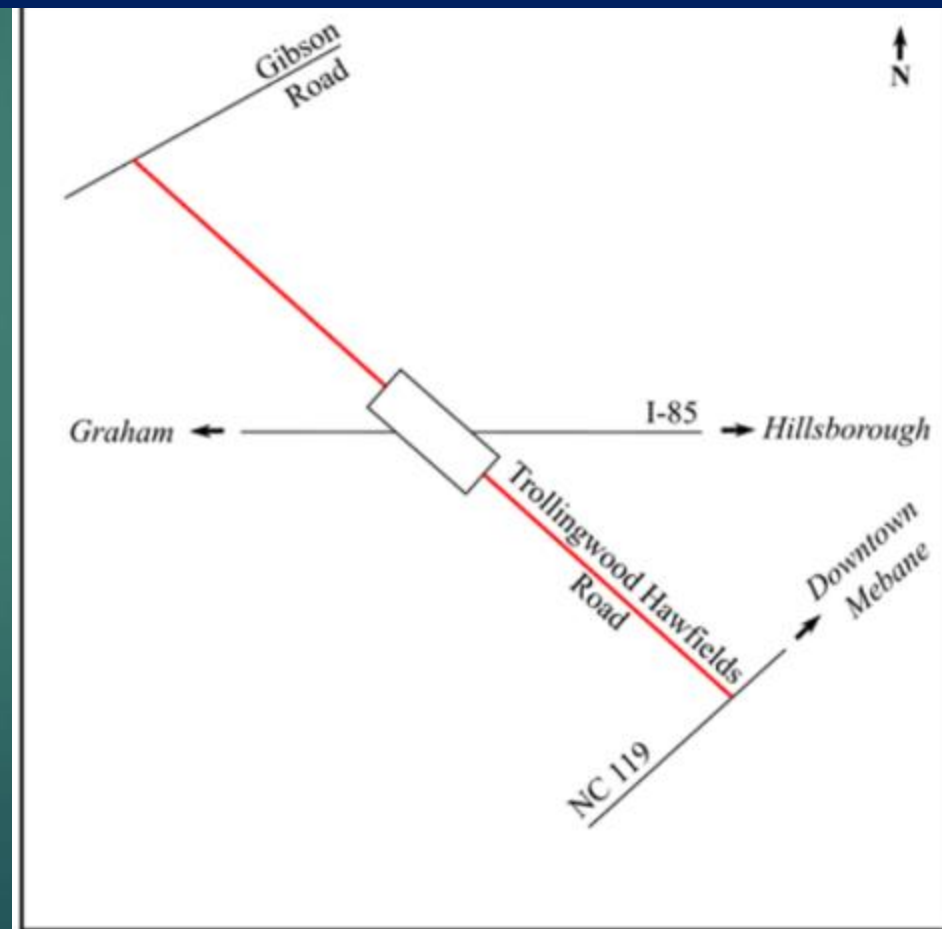 Gibson
Road
N
Graham
I-85
Hillsborough
Trollingwood Hawfields
Road
Downtown
Mebane
NC 119